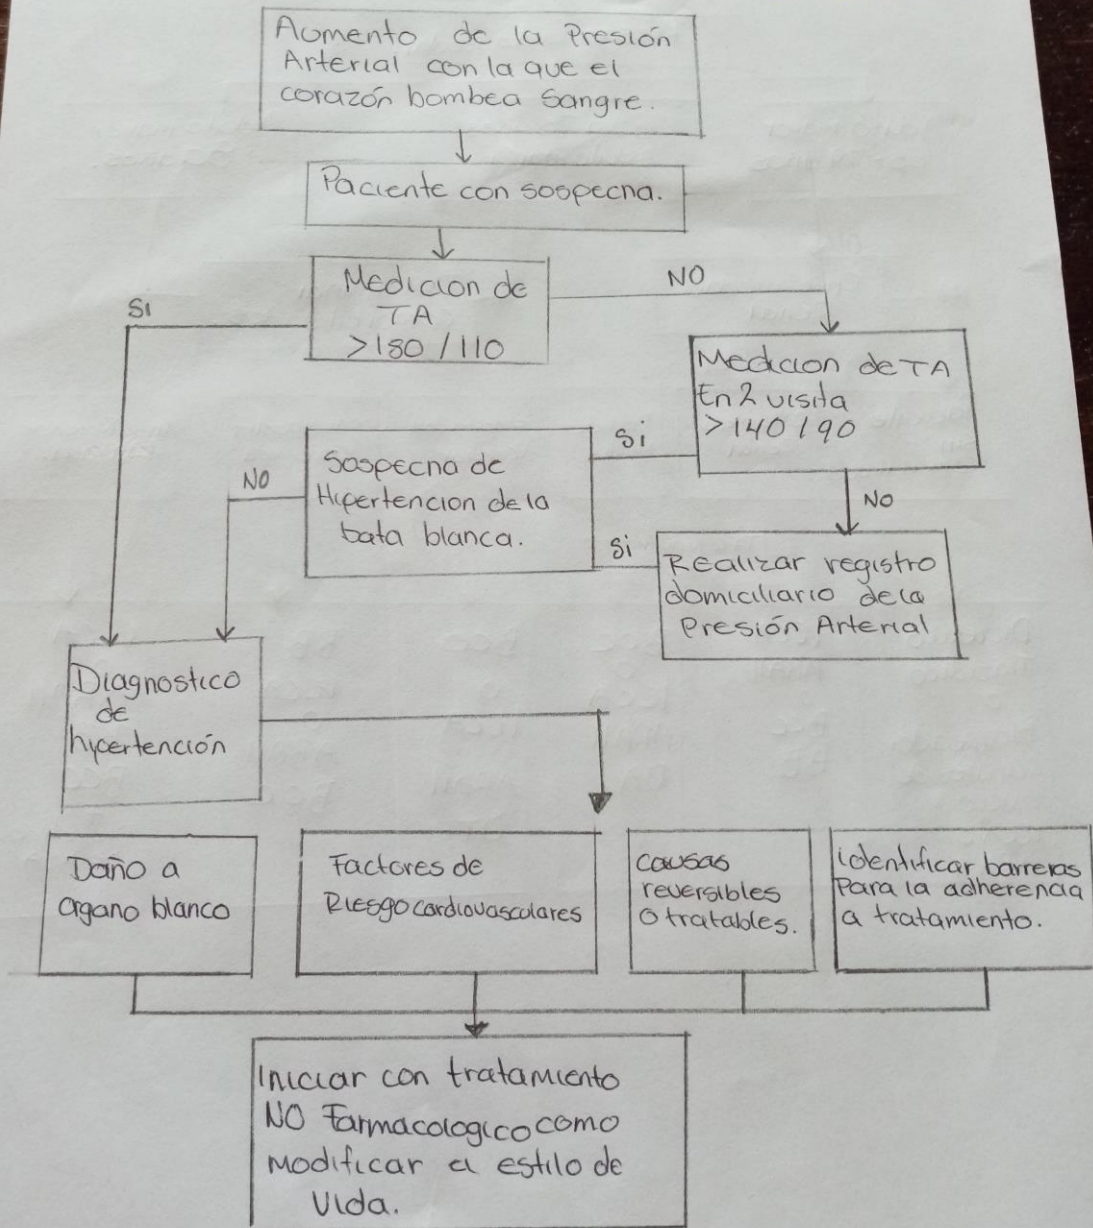 Aumento de la Presión
Arterial con la que el
corazón bombea Sangre.
Paciente con sospecha.
Medicion de
TA
>180 / 110
Si
NO
Medicion de TA
En 2 visita
>140 / 90
Si
NO
Sospecha de
Hipertencion de la
bata blanca.
NO
Si
Realizar registro
domiciliario de la
Presión Arterial
Diagnostico
de
hipertención
Daño a
organo blanco
Factores de
Riesgo cardiovasculares
causas
reversibles
o tratables.
identificar barreras
Para la adherencia
a tratamiento.
Iniciar con tratamiento
NO Farmacologico como
Modificar el estilo de
Vida.